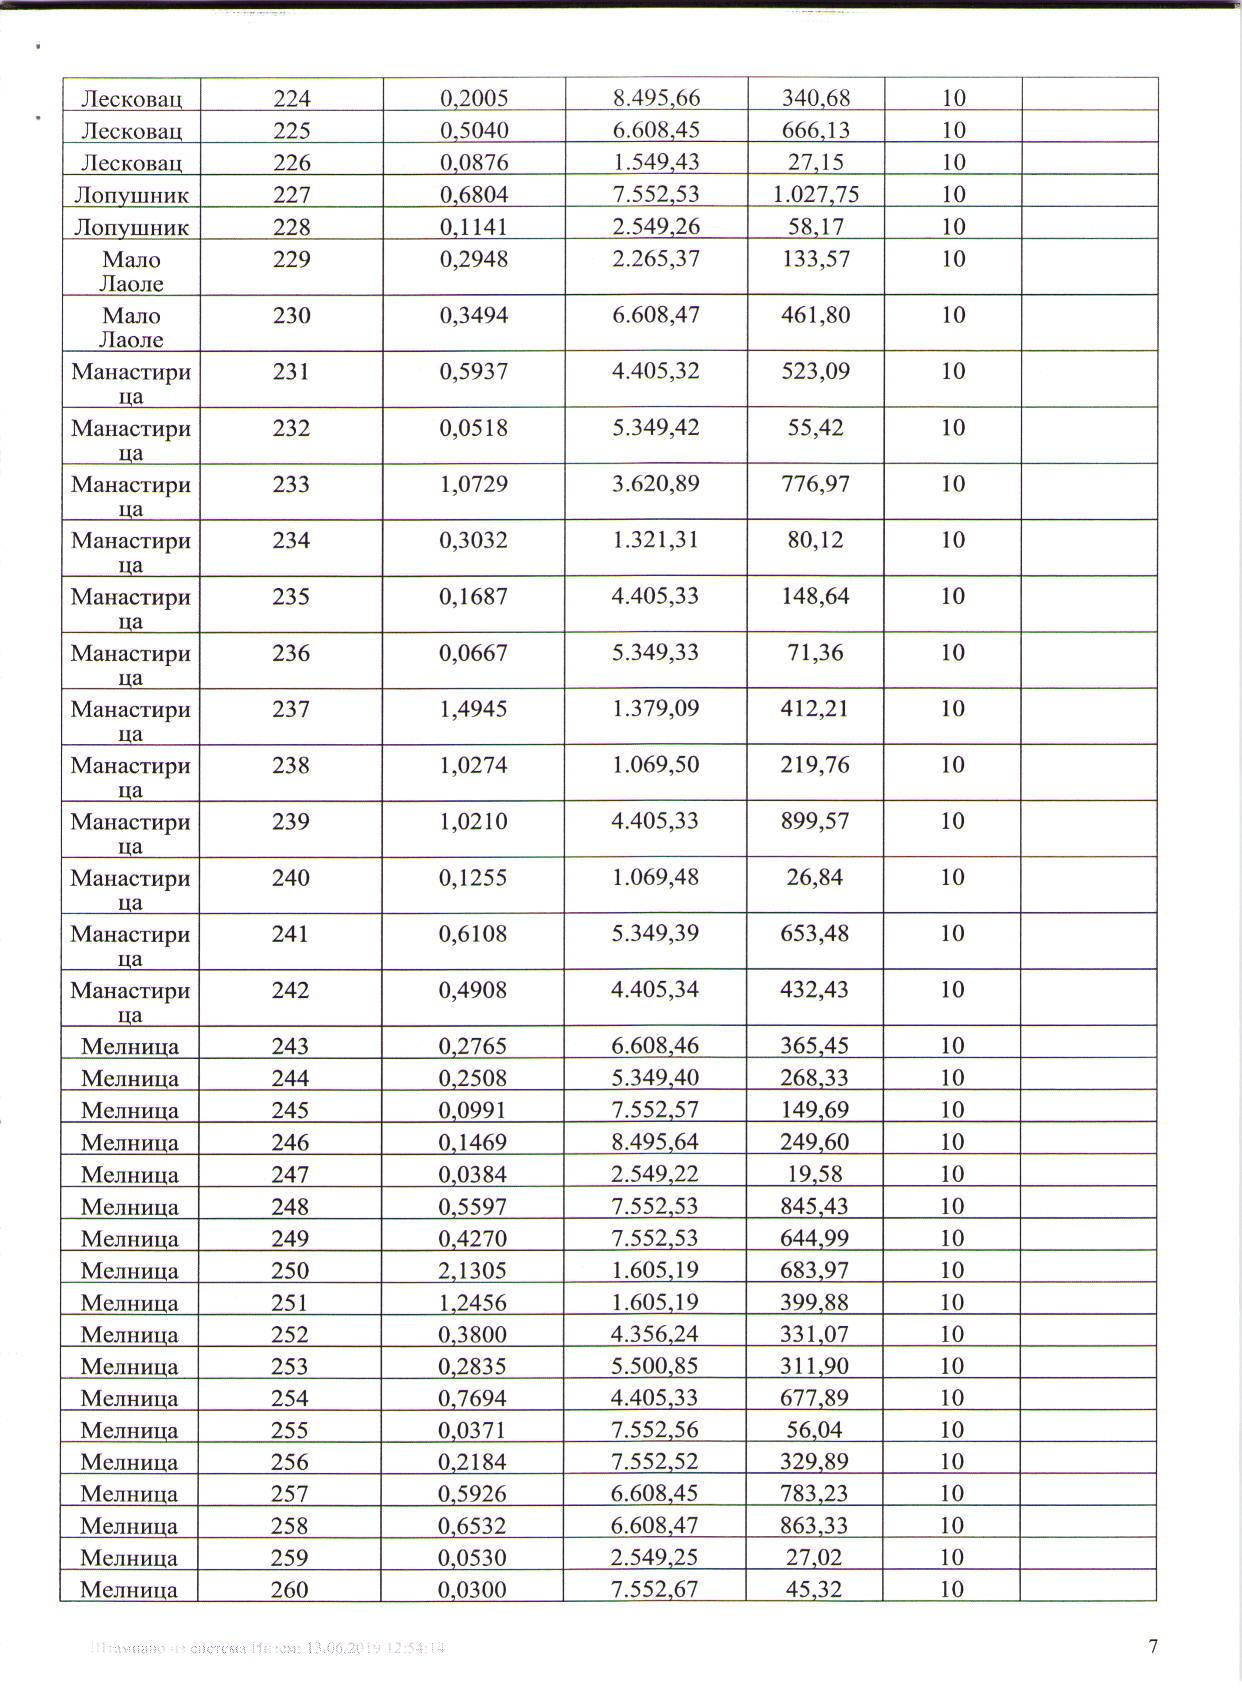 Лесковац 224 0,2005 8.495,66 340,68 10
Лесковац 225 0,5040 6.608,45 666,13 10
Лесковац 226 0,0876 1.549,43 27,15 10
Лопушник 227 0,6804 7.552,53 1.027,75 10
Лопушник 228 0,1141 2.549,26 58,17 10
Мало 229 0,2948 2.265,37 133,57 10
Лаоле
Мало 230 0,3494 6.608,47 461,80 10
Лаоле
Манастири 231 0,5937 4.405,32 523,09 10
ца
Манастири 232 0,0518 5.349,42 55,42 10
ца
Манастири 233 1,0729 3.620,89 776,97 10
ца
Манастири 234 0,3032 1.321,31 80,12 10
ца
Манастири 235 0,1687 4.405,33 148,64 10
ца
Манастири 236 0,0667 5.349,33 71,36 10
ца
Манастири 237 1,4945 1.379,09 412,21 10
ца
Манастири 238 1,0274 1.069,50 219,76 10
ца
Манастири 239 1,0210 4.405,33 899,57 10
ца
Манастири 240 0,1255 1.069,48 26,84 10
ца
Манастири 241 0,6108 5.349,39 653,48 10
ца
Манастири 242 0,4908 4.405,34 432,43 10
ца
Мелница 243 0,2765 6.608,46 365,45 10
Мелница 244 0,2508 5.349,40 268,33 10
Мелница 245 0,0991 7.552,57 149,69 10
Мелница 246 0,1469 8.495,64 249,60 10
Мелница 247 0,0384 2.549,22 19,58 10
Мелница 248 0,5597 7.552,53 845,43 10
Мелница 249 0,4270 7.552,53 644,99 10
Мелница 250 2,1305 1.605,19 683,97 10
Мелница 251 1,2456 1.605,19 399,88 10
Мелница 252 0,3800 4.356,24 331,07 10
Мелница 253 0,2835 5.500,85 311,90 10
Мелница 254 0,7694 4.405,33 677,89 10
Мелница 255 0,0371 7.552,56 56,04 10
Мелница 256 0,2184 7.552,52 329,89 10
Мелница 257 0,5926 6.608,45 783,23 10
Мелница 258 0,6532 6.608,47 863,33 10
Мелница 259 0,0530 2.549,25 27,02 10
Мелница 260 0,0300 7.552,67 45,32 10
Штампано из система 13.06.2019 12:54:14
7